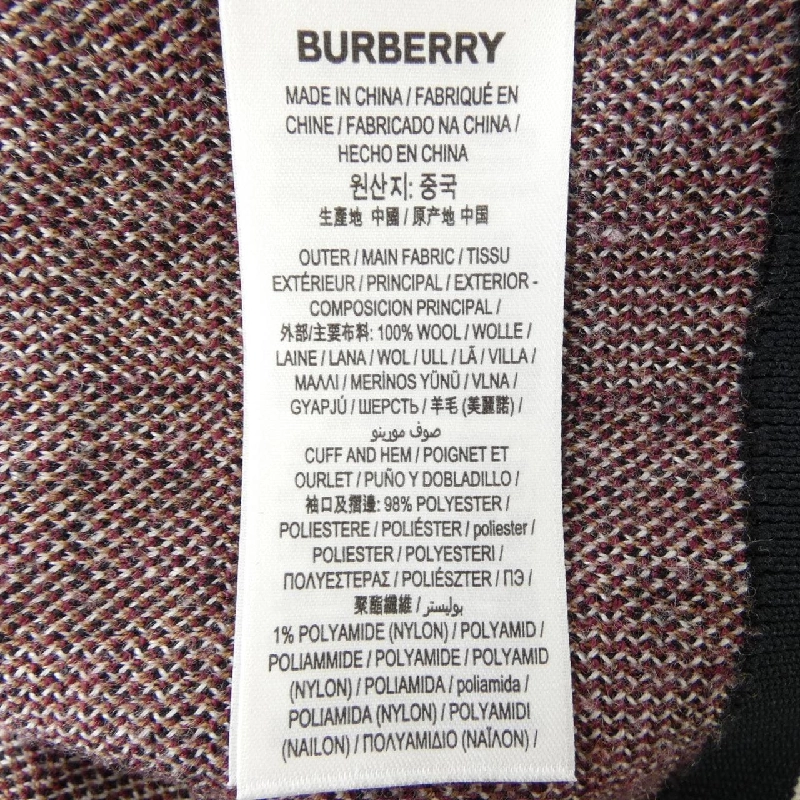 BURBERRY
MADE IN CHINA / FABRIQUÉ EN
CHINE / FABRICADO NA CHINA /
HECHO EN CHINA
원산지: 중국
生產地 中國 / 原产地 中国
OUTER / MAIN FABRIC / TISSU
EXTÉRIEUR / PRINCIPAL / EXTERIOR -
COMPOSICION PRINCIPAL /
外部/主要布料: 100% WOOL / WOLLE /
LAINE / LANA / WOL / ULL / LÃ / VILLA /
ΜΑΛΛΙ / MERİNOS YÜNÜ / VLNA /
GYAPJÚ / ШЕРСТЬ / 羊毛 (美麗諾) /
صوف مورينو
CUFF AND HEM / POIGNET ET
OURLET / PUÑO Y DOBLADILLO /
袖口及摺邊: 98% POLYESTER /
POLIESTERE / POLIÉSTER / poliester /
POLIESTER / POLYESTERI /
ΠΟΛΥΕΣΤΕΡΑΣ / POLIÉSZTER / ПЭ /
聚酯纖維 / بوليستر /
1% POLYAMIDE (NYLON) / POLYAMID /
POLIAMMIDE / POLYAMIDE / POLYAMID
(NYLON) / POLIAMIDA / poliamida /
POLIAMIDA (NYLON) / POLYAMIDI
(NAILON) / ΠΟΛΥΑΜΙΔΙΟ (ΝΑΪΛΟΝ) /